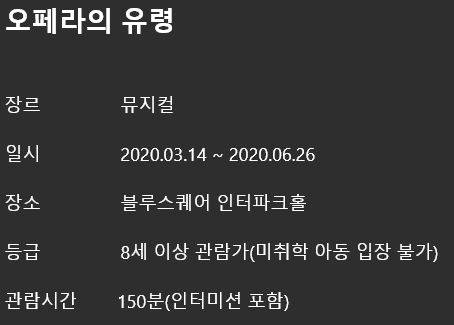 오페라의 유령
장르 뮤지컬
일시 2020.03.14 ~ 2020.06.26
장소 블루스퀘어 인터파크홀
등급 8세 이상 관람가(미취학 아동 입장 불가)
관람시간 150분(인터미션 포함)